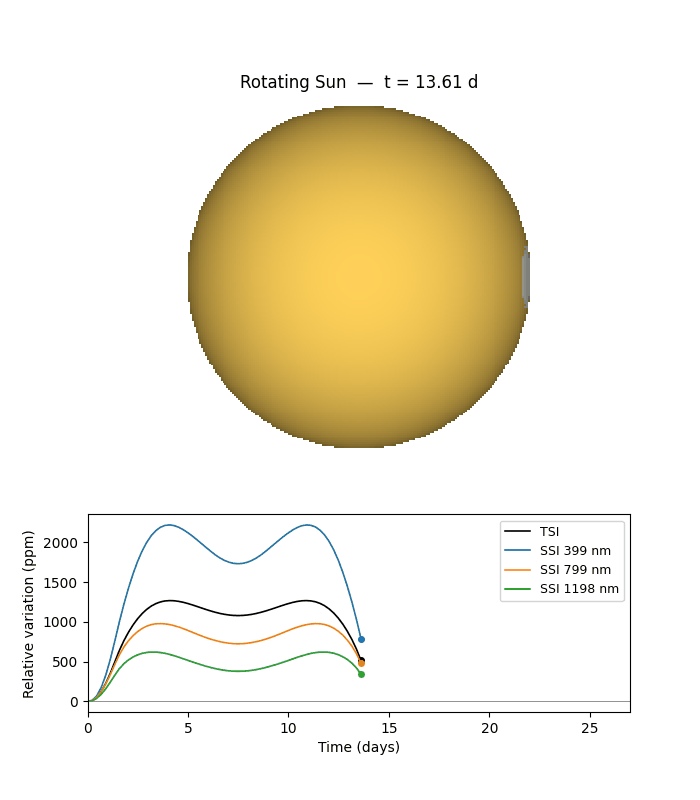 Rotating Sun — t = 13.61 d
Relative variation (ppm)
2000
1500
1000
500
0
TSI
SSI 399 nm
SSI 799 nm
SSI 1198 nm
0 5 10 15 20 25
Time (days)